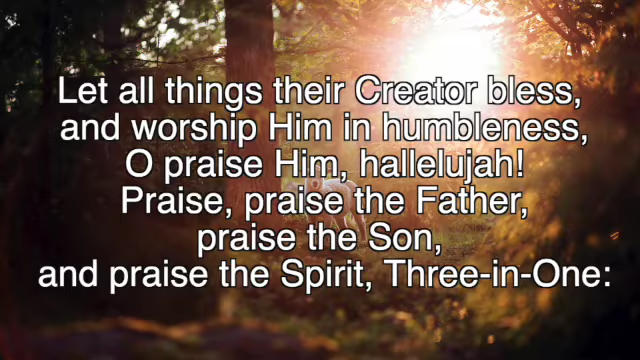 Let all things their Creator bless,
and worship Him in humbleness,
O praise Him, hallelujah!
Praise, praise the Father,
praise the Son,
and praise the Spirit, Three-in-One: